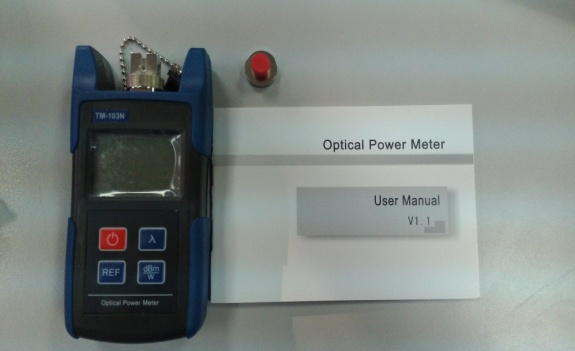 TM-103N
λ
REF
dBm
W
Optical Power Meter
Optical Power Meter
User Manual
V1.1